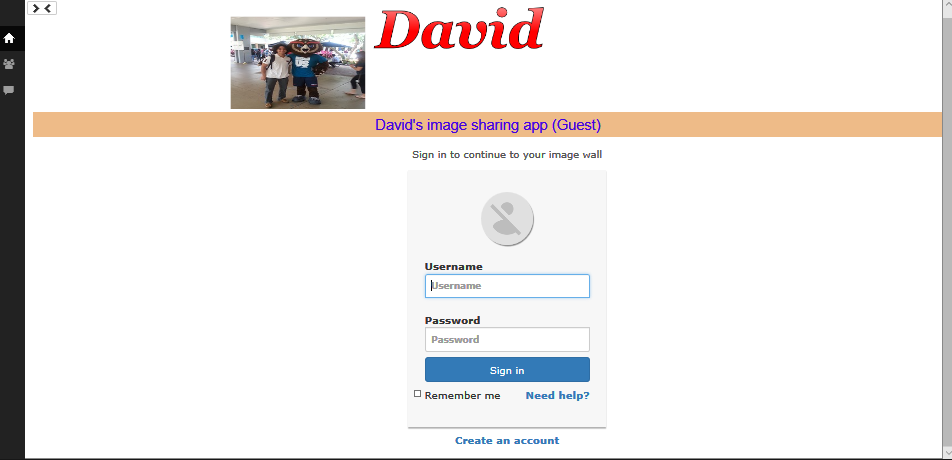 David
David's image sharing app (Guest)
Sign in to continue to your image wall
Username
Username
Password
Password
Sign in
Remember me Need help?
Create an account